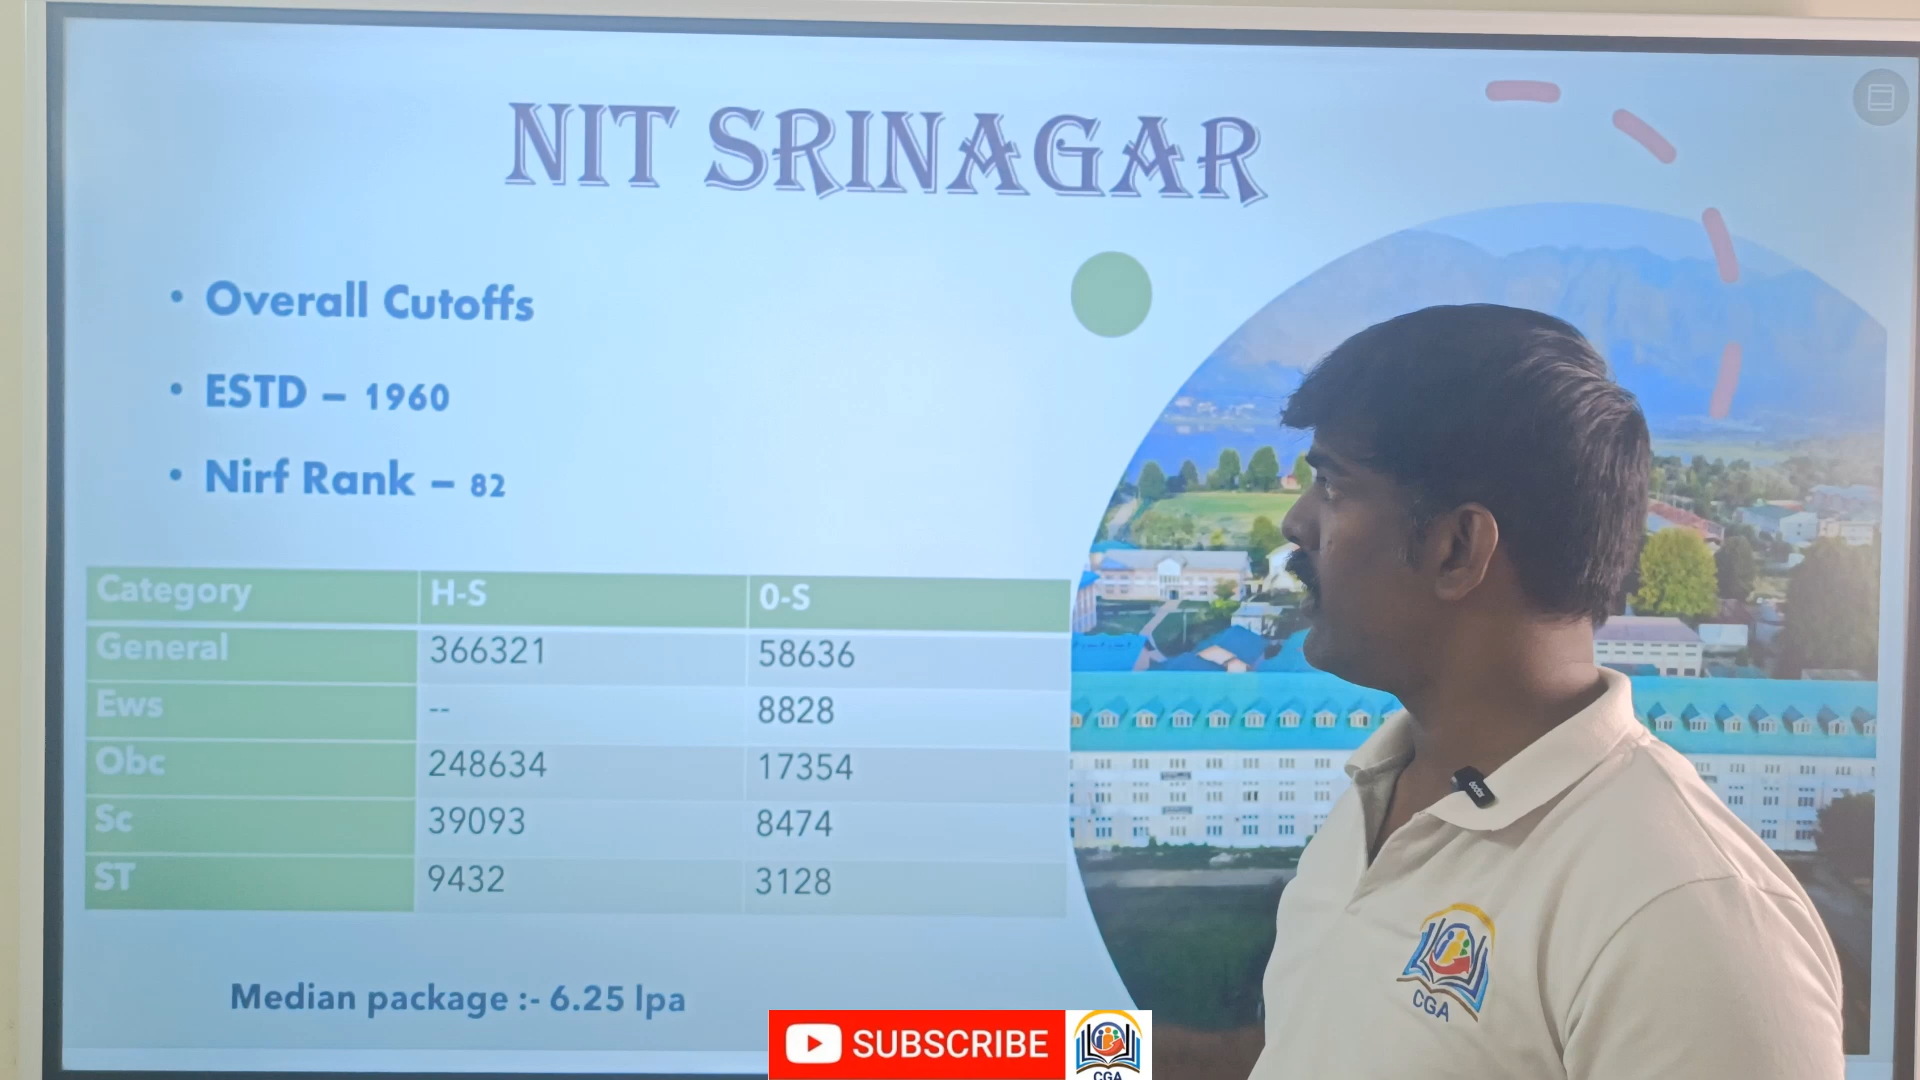 NIT SRINAGAR
• Overall Cutoffs
• ESTD – 1960
• Nirf Rank – 82
Category H-S 0-S
General 366321 58636
Ews -- 8828
Obc 248634 17354
Sc 39093 8474
ST 9432 3128
Median package :- 6.25 lpa
CGA
SUBSCRIBE
CGA